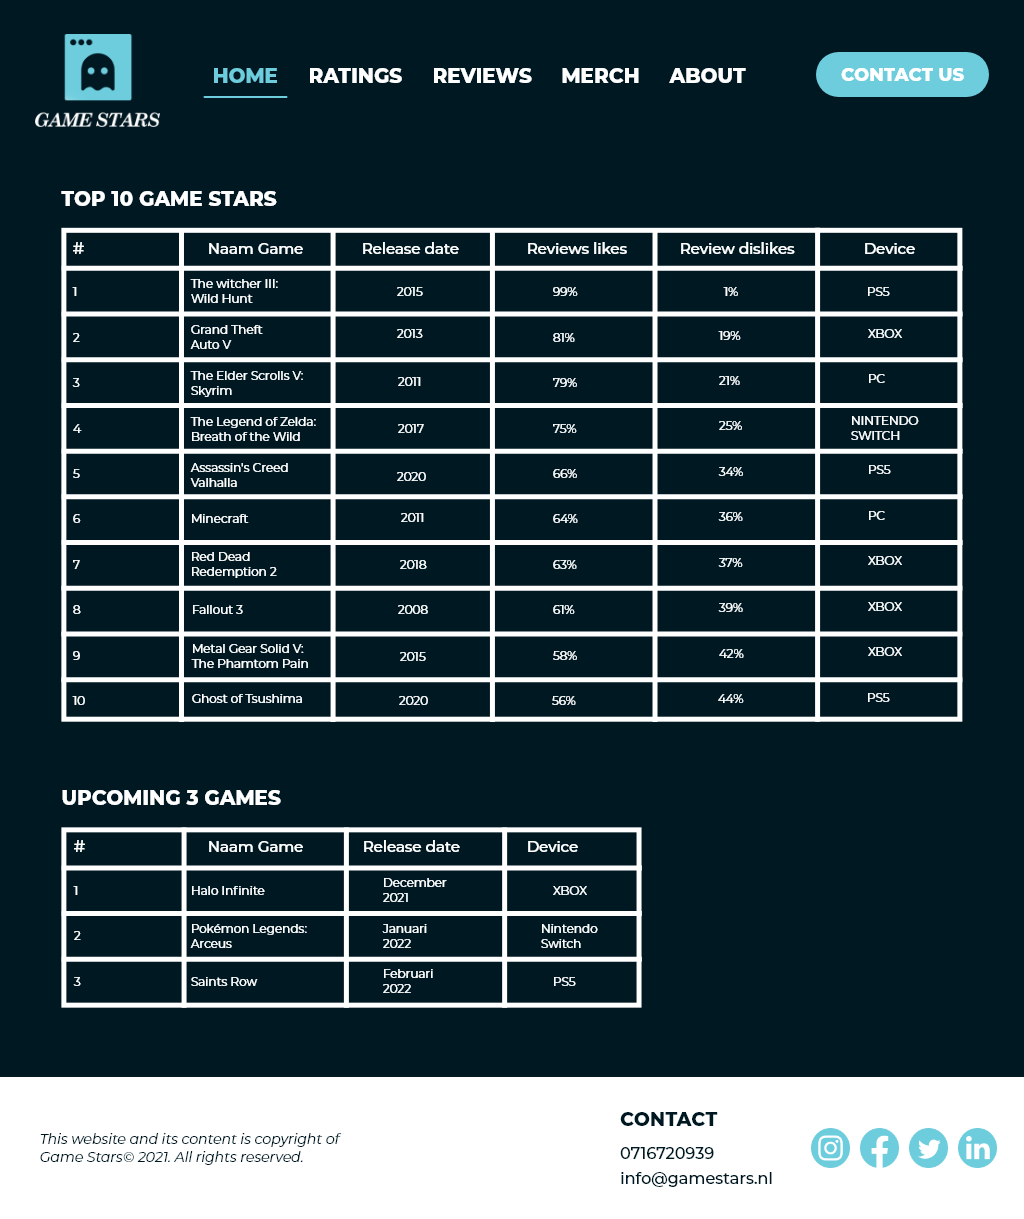 GAME STARS
HOME RATINGS REVIEWS MERCH ABOUT CONTACT US
TOP 10 GAME STARS
# Naam Game Release date Reviews likes Review dislikes Device
1 The witcher III: 2015 99% 1% PS5
Wild Hunt
2 Grand Theft 2013 81% 19% XBOX
Auto V
3 The Elder Scrolls V: 2011 79% 21% PC
Skyrim
4 The Legend of Zelda: 2017 75% 25% NINTENDO
Breath of the Wild SWITCH
5 Assassin's Creed 2020 66% 34% PS5
Valhalla
6 Minecraft 2011 64% 36% PC
7 Red Dead 2018 63% 37% XBOX
Redemption 2
8 Fallout 3 2008 61% 39% XBOX
9 Metal Gear Solid V: 2015 58% 42% XBOX
The Phamtom Pain
10 Ghost of Tsushima 2020 56% 44% PS5
UPCOMING 3 GAMES
# Naam Game Release date Device
1 Halo Infinite December XBOX
2021
2 Pokémon Legends: Januari Nintendo
Arceus 2022 Switch
3 Saints Row Februari PS5
2022
This website and its content is copyright of
Game Stars© 2021. All rights reserved.
CONTACT
0716720939
info@gamestars.nl